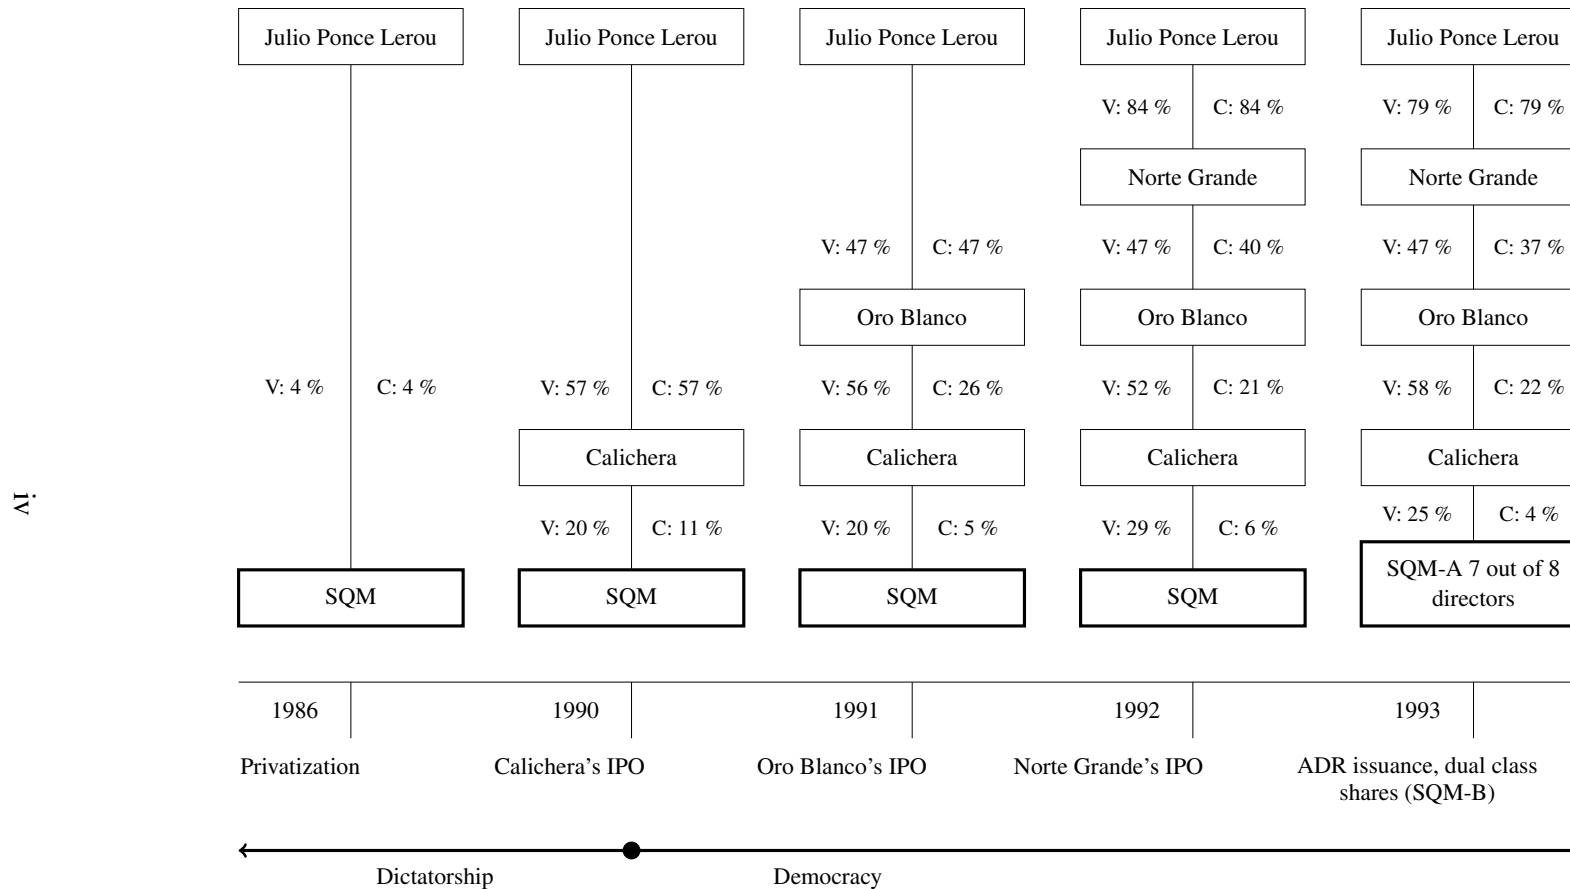 Julio Ponce Lerou Julio Ponce Lerou Julio Ponce Lerou Julio Ponce Lerou Julio Ponce Lerou
V: 84 % C: 84 % V: 79 % C: 79 %
Norte Grande Norte Grande
V: 47 % C: 47 % V: 47 % C: 40 % V: 47 % C: 37 %
Oro Blanco Oro Blanco Oro Blanco
V: 4 % C: 4 % V: 57 % C: 57 % V: 56 % C: 26 % V: 52 % C: 21 % V: 58 % C: 22 %
Calichera Calichera Calichera Calichera
iv
V: 20 % C: 11 % V: 20 % C: 5 % V: 29 % C: 6 % V: 25 % C: 4 %
SQM SQM SQM SQM SQM-A 7 out of 8
directors
1986 1990 1991 1992 1993
Privatization Calichera's IPO Oro Blanco's IPO Norte Grande's IPO ADR issuance, dual class
shares (SQM-B)
Dictatorship Democracy